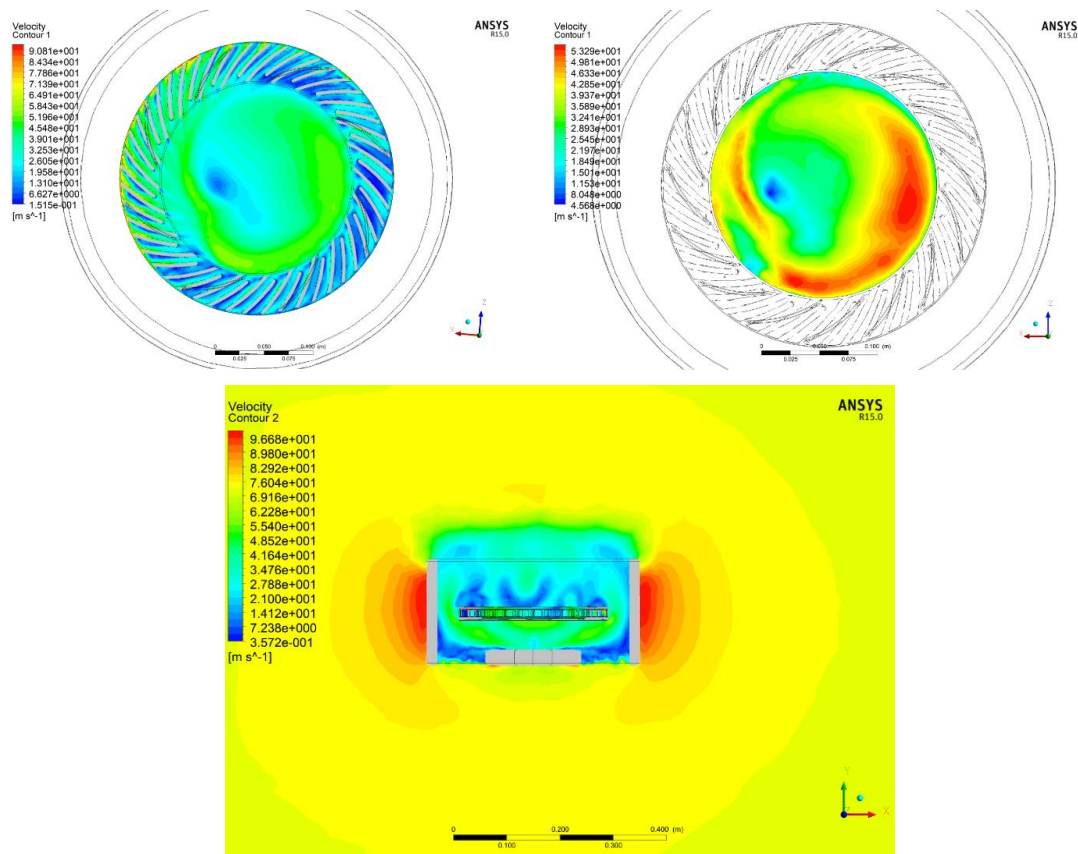 Velocity
Contour 1
9.081e+001
8.434e+001
7.786e+001
7.139e+001
6.491e+001
5.843e+001
5.196e+001
4.548e+001
3.901e+001
3.253e+001
2.605e+001
1.958e+001
1.310e+001
6.627e+000
1.515e-001
[m s^-1]
ANSYS
R15.0
Z
0 0.050 0.100 (m)
0.025 0.075
Velocity
Contour 1
5.329e+001
4.981e+001
4.633e+001
4.285e+001
3.937e+001
3.589e+001
3.241e+001
2.893e+001
2.545e+001
2.197e+001
1.849e+001
1.501e+001
1.153e+001
8.048e+000
4.568e+000
[m s^-1]
ANSYS
R15.0
Z
X
0 0.050 0.100 (m)
0.025 0.075
Velocity
Contour 2
9.668e+001
8.980e+001
8.292e+001
7.604e+001
6.916e+001
6.228e+001
5.540e+001
4.852e+001
4.164e+001
3.476e+001
2.788e+001
2.100e+001
1.412e+001
7.238e+000
3.572e-001
[m s^-1]
ANSYS
R15.0
Y
X
0 0.200 0.400 (m)
0.100 0.300